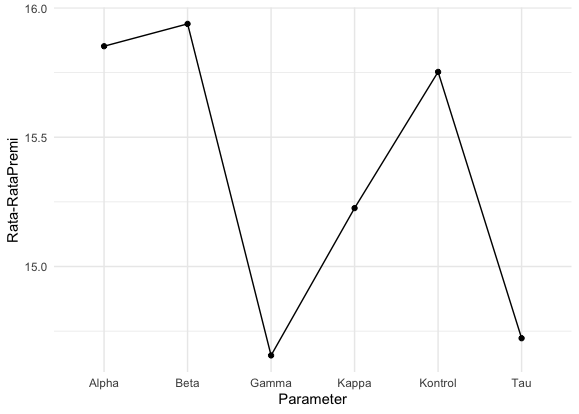 16.0
15.5
15.0
Rata-RataPremi
Alpha Beta Gamma Kappa Kontrol Tau
Parameter